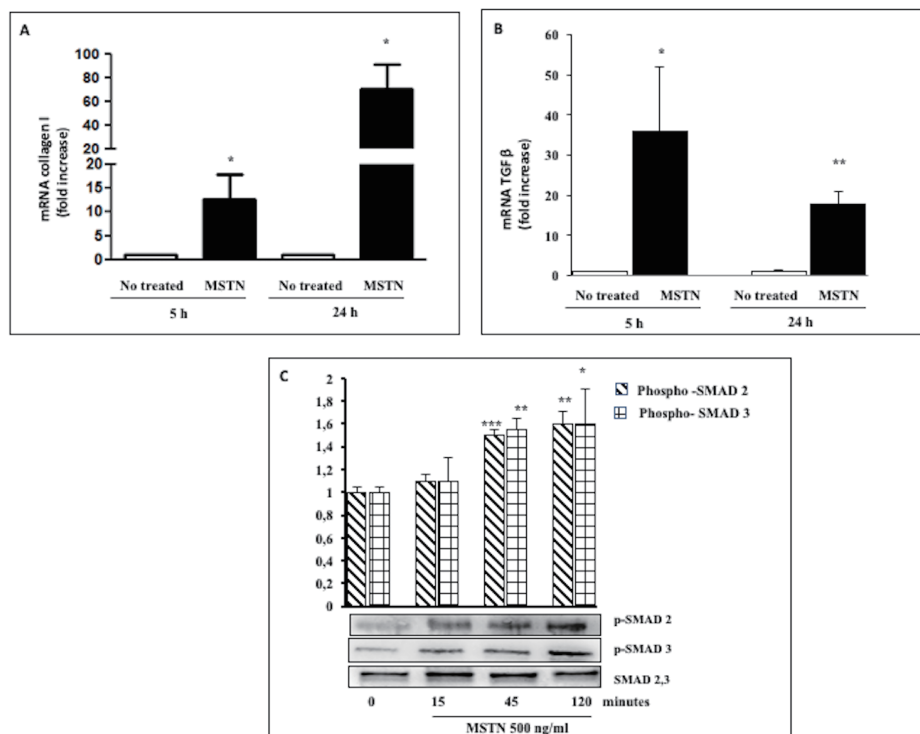 A
mRNA collagen I
(fold increase)
100
80
60
40
20
20
15
10
5
0
*
*
No treated MSTN No treated MSTN
5 h 24 h
B
mRNA TGF β
(fold increase)
60
50
40
30
20
10
0
*
**
No treated MSTN No treated MSTN
5 h 24 h
C
2
1,8
1,6
1,4
1,2
1
0,8
0,6
0,4
0,2
0
*** ** ** *
Phospho -SMAD 2
Phospho- SMAD 3
p-SMAD 2
p-SMAD 3
SMAD 2,3
0 15 45 120 minutes
MSTN 500 ng/ml